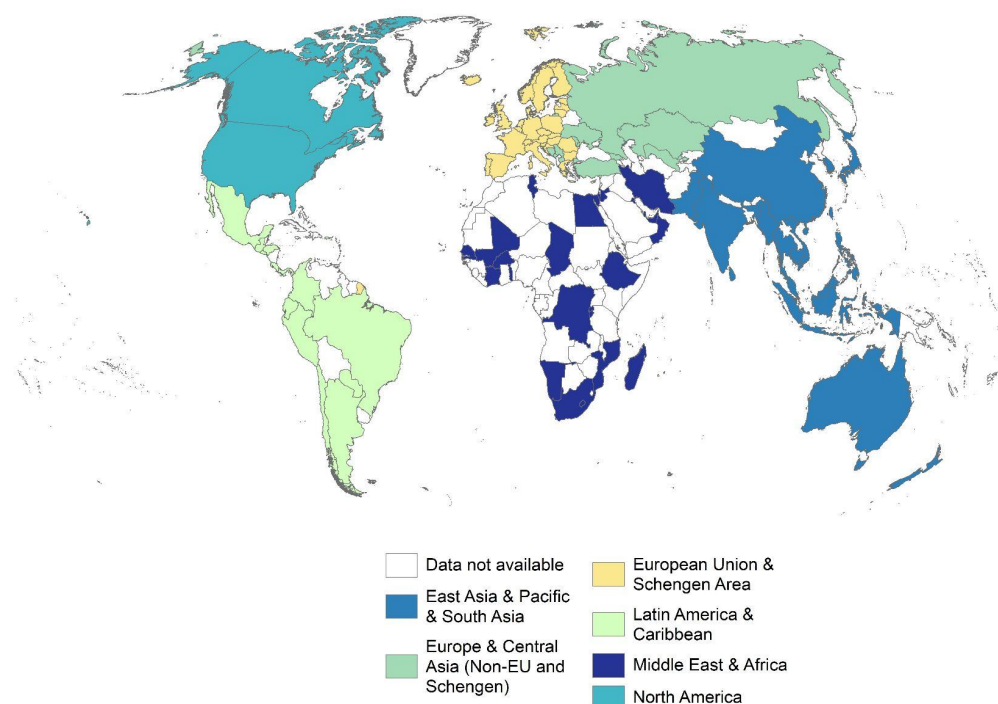 Data not available
East Asia & Pacific
& South Asia
Europe & Central
Asia (Non-EU and
Schengen)
European Union &
Schengen Area
Latin America &
Caribbean
Middle East & Africa
North America